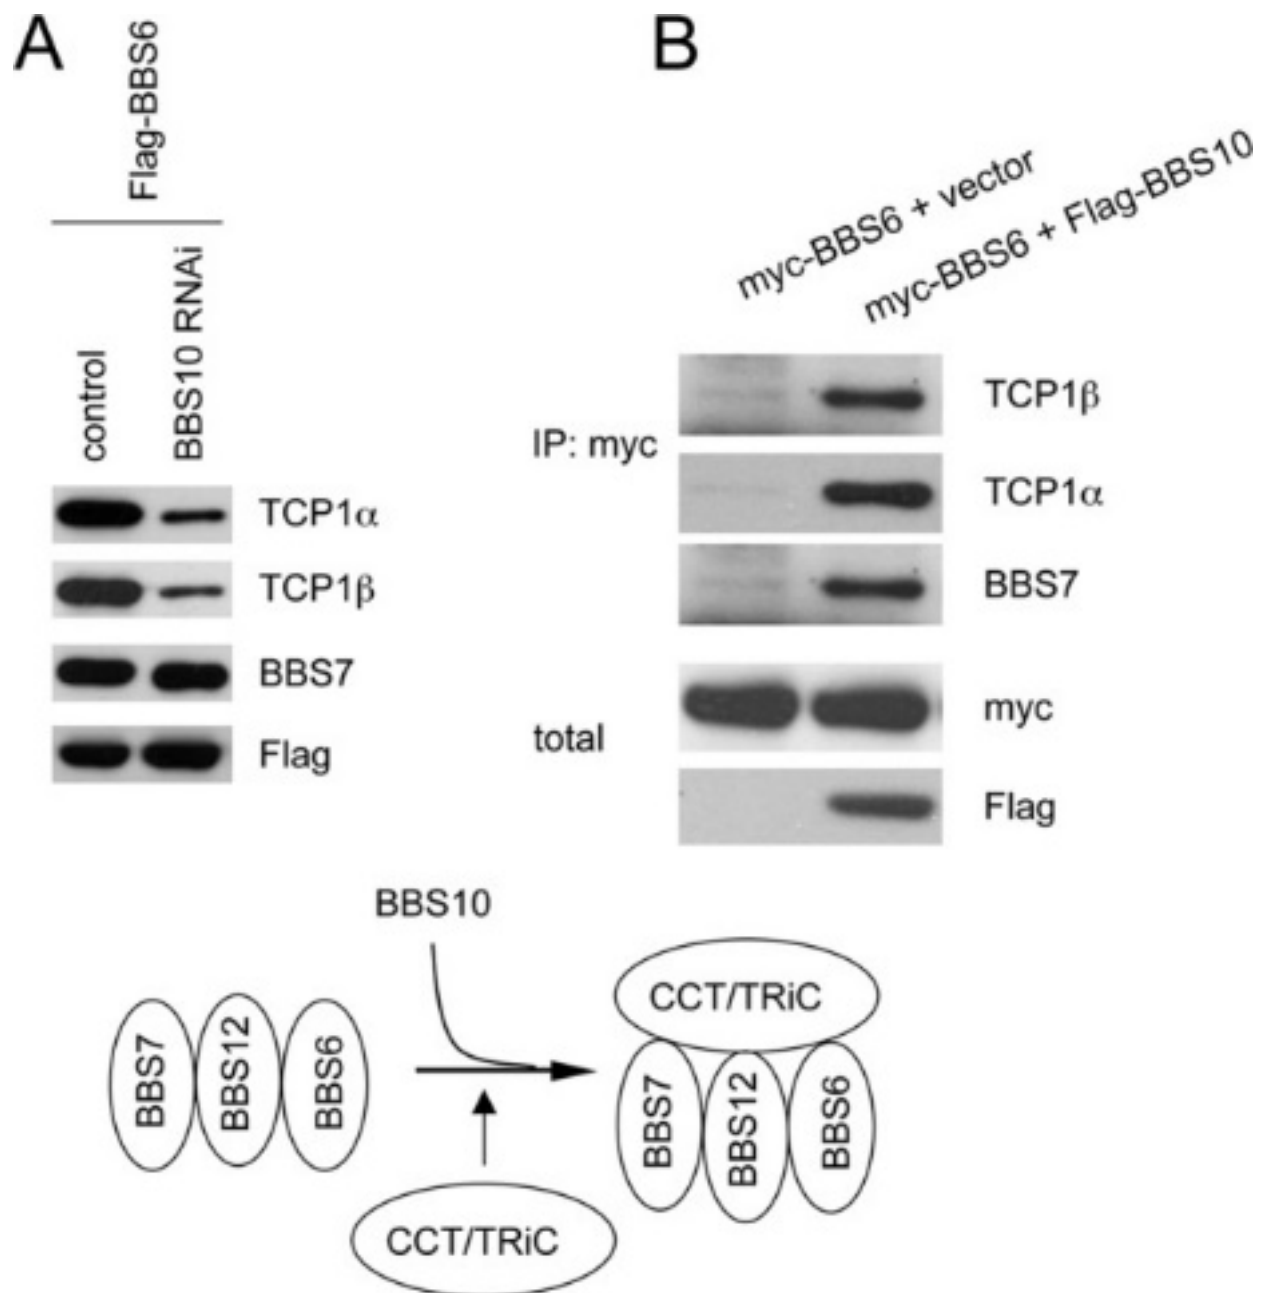 A
Flag-BBS6
control
BBS10 RNAi
TCP1α
TCP1β
BBS7
Flag
B
myc-BBS6 + vector
myc-BBS6 + Flag-BBS10
IP: myc
TCP1β
TCP1α
BBS7
total
myc
Flag
BBS10
BBS7
BBS12
BBS6
CCT/TRiC
CCT/TRiC
BBS7
BBS12
BBS6